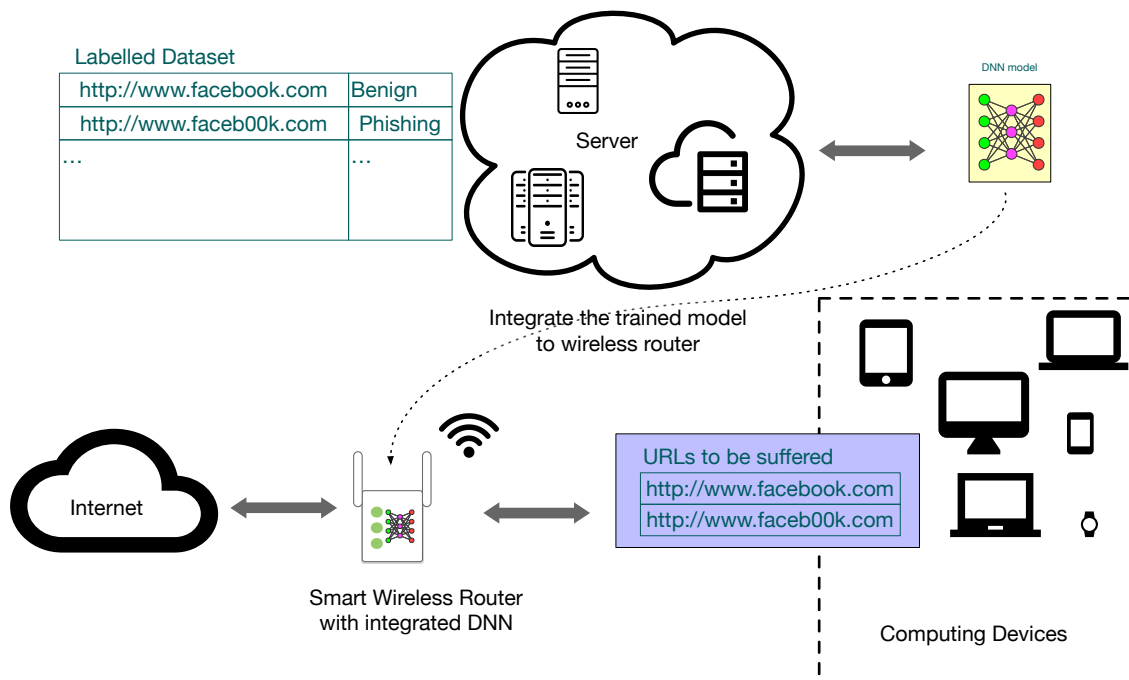 Labelled Dataset
http://www.facebook.com Benign
http://www.faceb00k.com Phishing
... ...
Server
DNN model
Integrate the trained model
to wireless router
Internet
Smart Wireless Router
with integrated DNN
URLs to be suffered
http://www.facebook.com
http://www.faceb00k.com
Computing Devices